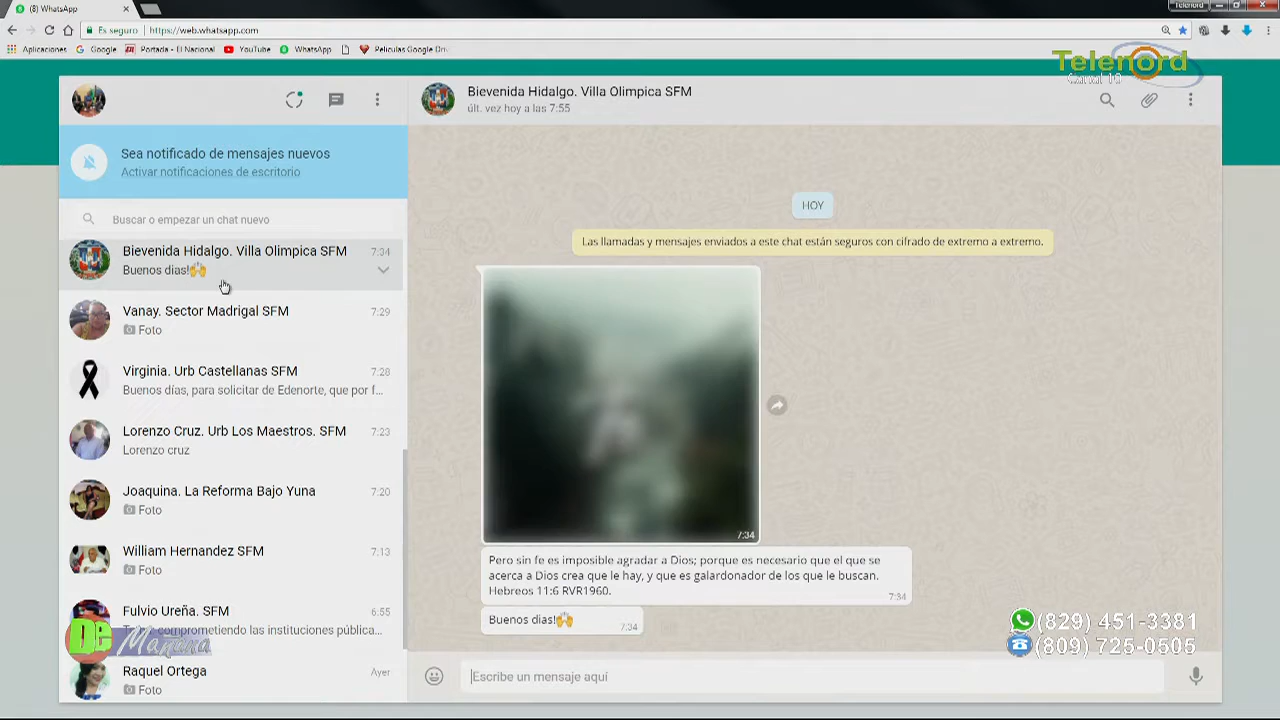 (8) WhatsApp
Telenord
Es seguro
https://web.whatsapp.com
Aplicaciones
Google
Portada - El Nacional
YouTube
WhatsApp
Peliculas Google Dri
Telenord
Canal 10
Bievenida Hidalgo. Villa Olimpica SFM
últ. vez hoy a las 7:55
Sea notificado de mensajes nuevos
Activar notificaciones de escritorio
Buscar o empezar un chat nuevo
Bievenida Hidalgo. Villa Olimpica SFM 7:34
Buenos dias!🙌
Vanay. Sector Madrigal SFM 7:29
Foto
Virginia. Urb Castellanas SFM 7:28
Buenos días, para solicitar de Edenorte, que por f...
Lorenzo Cruz. Urb Los Maestros. SFM 7:23
Lorenzo cruz
Joaquina. La Reforma Bajo Yuna 7:20
Foto
William Hernandez SFM 7:13
Foto
Fulvio Ureña. SFM 6:55
comprometiendo las instituciones pública...
De Mañana
Raquel Ortega Ayer
Foto
HOY
Las llamadas y mensajes enviados a este chat están seguros con cifrado de extremo a extremo.
7:34
Pero sin fe es imposible agradar a Dios; porque es necesario que el que se
acerca a Dios crea que le hay, y que es galardonador de los que le buscan.
Hebreos 11:6 RVR1960.
7:34
Buenos dias!🙌 7:34
(829) 451-3381
(809) 725-0505
Escribe un mensaje aquí